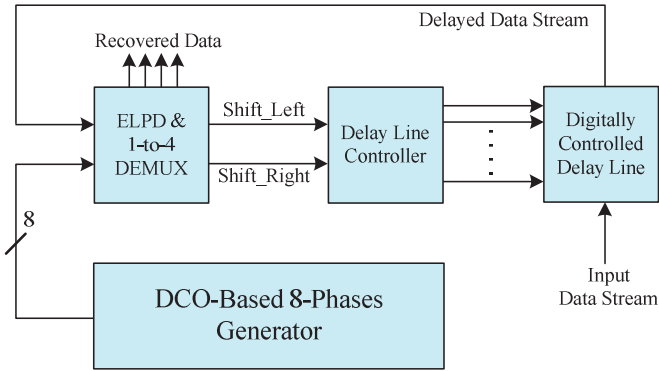 Delayed Data Stream
Recovered Data
ELPD &
1-to-4
DEMUX
Shift_Left
Shift_Right
Delay Line
Controller
Digitally
Controlled
Delay Line
8
DCO-Based 8-Phases
Generator
Input
Data Stream